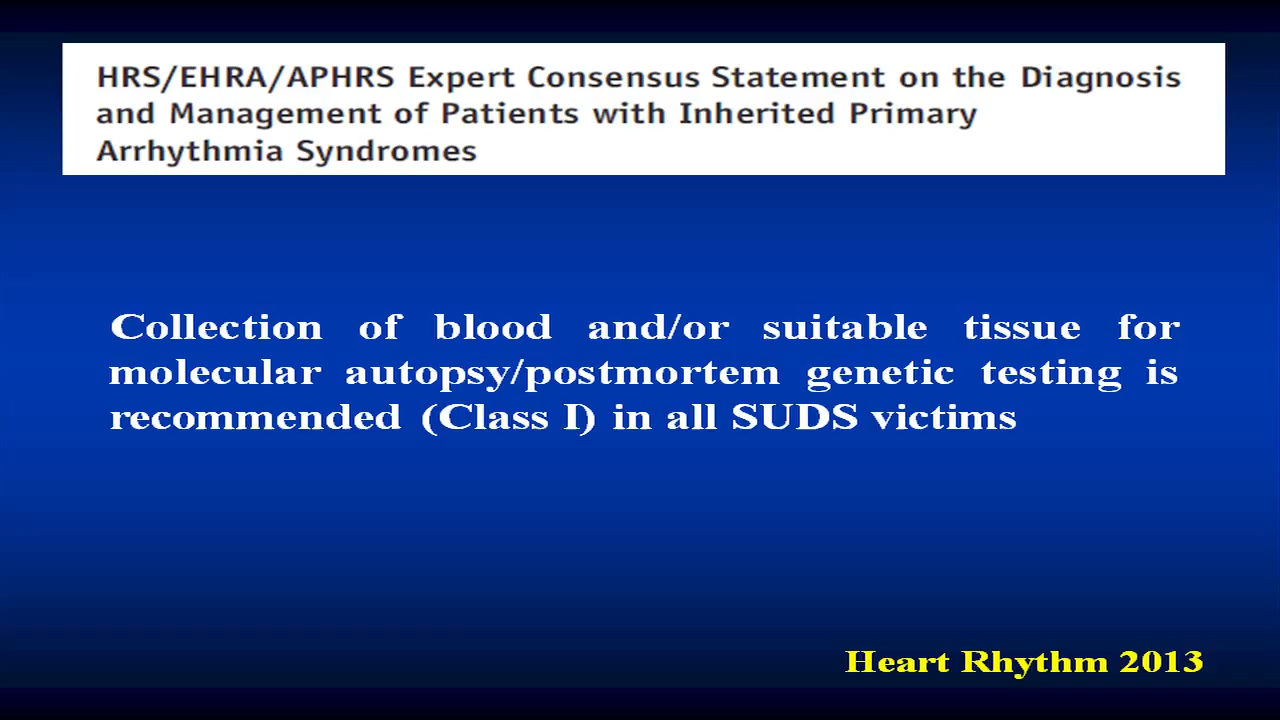 HRS/EHRA/APHRS Expert Consensus Statement on the Diagnosis
and Management of Patients with Inherited Primary
Arrhythmia Syndromes
Collection of blood and/or suitable tissue for
molecular autopsy/postmortem genetic testing is
recommended (Class I) in all SUDS victims
Heart Rhythm 2013